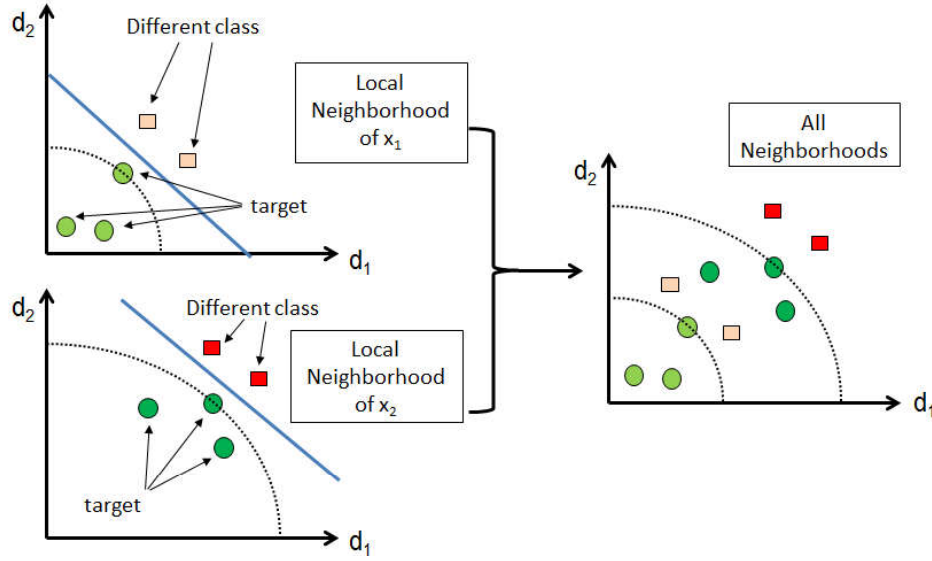 d2
Different class
target
d1
Local
Neighborhood
of x1
d2
Different class
target
d1
Local
Neighborhood
of x2
All
Neighborhoods
d2
d1